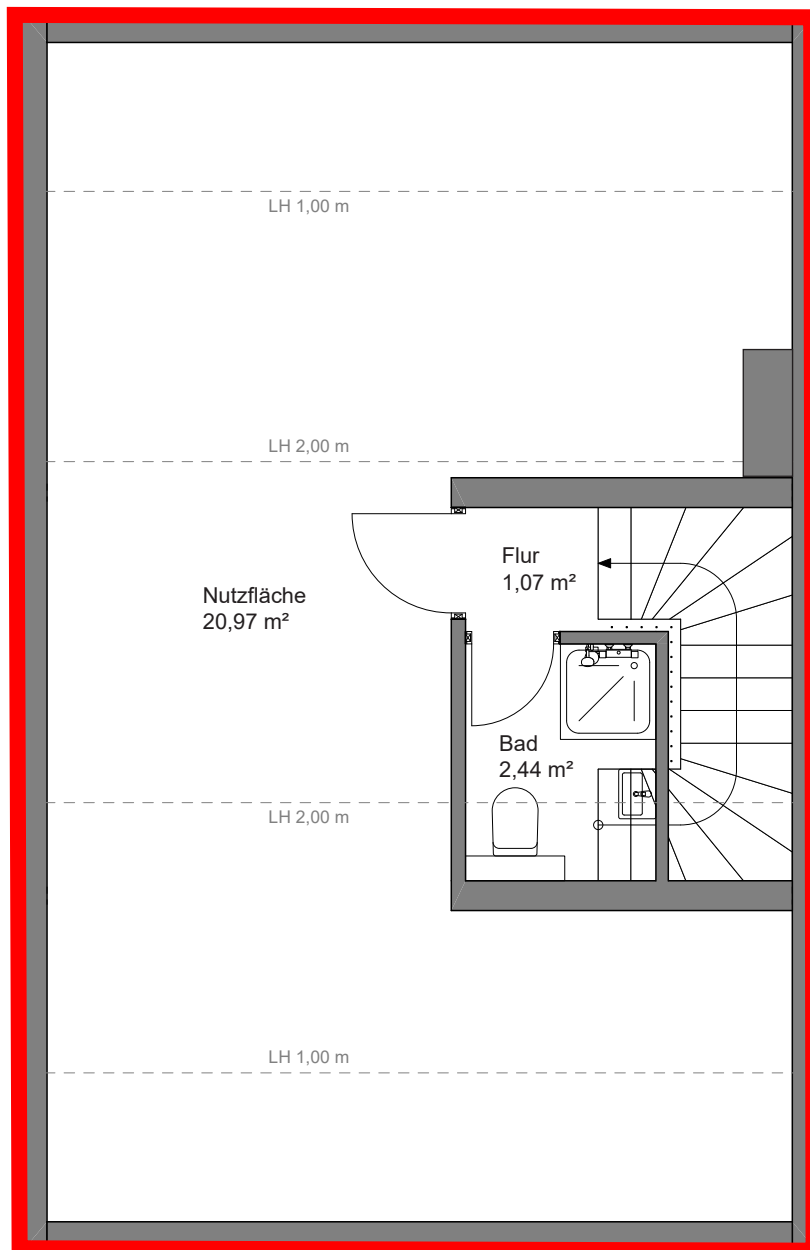 LH 1,00 m
LH 2,00 m
Flur
1,07 m²
Nutzfläche
20,97 m²
Bad
2,44 m²
LH 2,00 m
LH 1,00 m